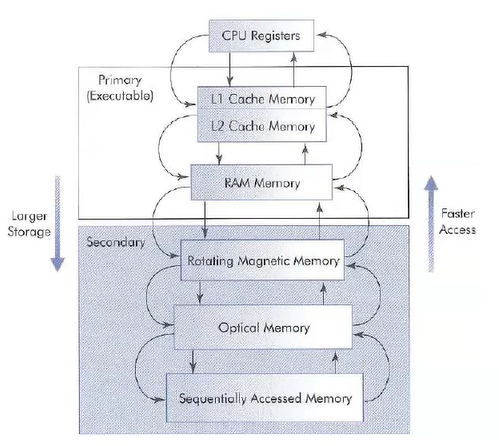 CPU Registers
Primary
(Executable)
L1 Cache Memory
L2 Cache Memory
RAM Memory
Larger
Storage
Faster
Access
Secondary
Rotating Magnetic Memory
Optical Memory
Sequentially Accessed Memory